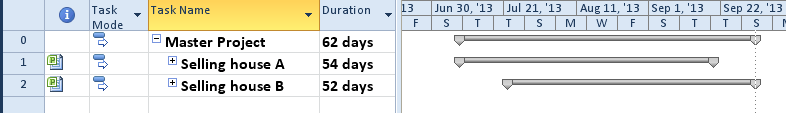 Task Mode Task Name Duration
13 Jun 30, '13 Jul 21, '13 Aug 11, '13 Sep 1, '13 Sep 22, '13
F S T T S M W F S T T S
0 Master Project 62 days
1 Selling house A 54 days
2 Selling house B 52 days